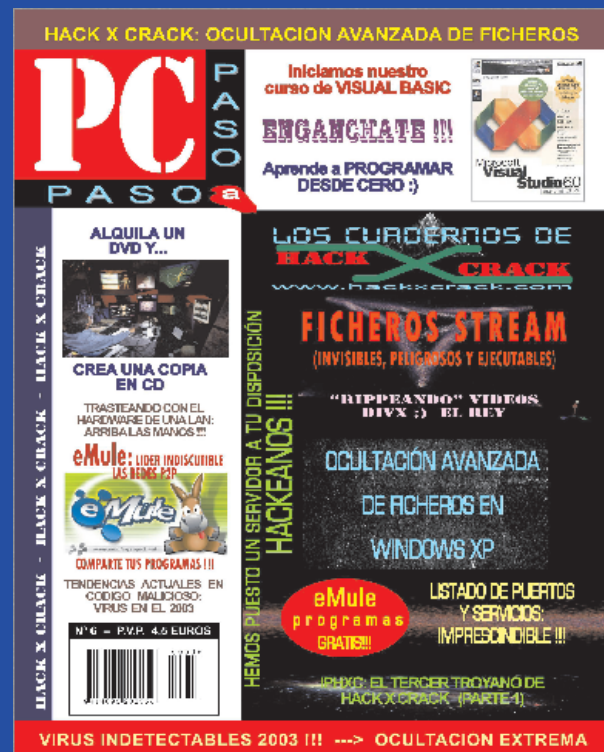 HACK X CRACK: OCULTACION AVANZADA DE FICHEROS
PC
PASO
a
PASO
Iniciamos nuestro
curso de VISUAL BASIC
ENGANCHATE !!!
Aprende a PROGRAMAR
DESDE CERO :)
Microsoft
Visual
Studio 6.0
HACK X CRACK - HACK X CRACK - HACK X CRACK
ALQUILA UN
DVD Y...
CREA UNA COPIA
EN CD
TRASTEANDO CON EL
HARDWARE DE UNA LAN:
ARRIBA LAS MANOS !!!
eMule: LIDER INDISCUTIBLE
LAS REDES P2P
eMule
COMPARTE TUS PROGRAMAS !!!
TENDENCIAS ACTUALES EN
CODIGO MALICIOSO:
VIRUS EN EL 2003
Nº 6 - P.V.P. 4,5 EUROS
HEMOS PUESTO UN SERVIDOR A TU DISPOSICIÓN
HACKEANOS !!!
LOS CUADERNOS DE
HACK X CRACK
www.hackxcrack.com
FICHEROS STREAM
(INVISIBLES, PELIGROSOS Y EJECUTABLES)
"RIPPEANDO" VIDEOS
DIVX ;) EL REY
OCULTACIÓN AVANZADA
DE FICHEROS EN
WINDOWS XP
eMule
programas
GRATIS!!!
LISTADO DE PUERTOS
Y SERVICIOS:
IMPRESCINDIBLE !!!
IPHXC: EL TERCER TROYANO DE
HACK X CRACK (PARTE 1)
VIRUS INDETECTABLES 2003 !!! ---> OCULTACION EXTREMA